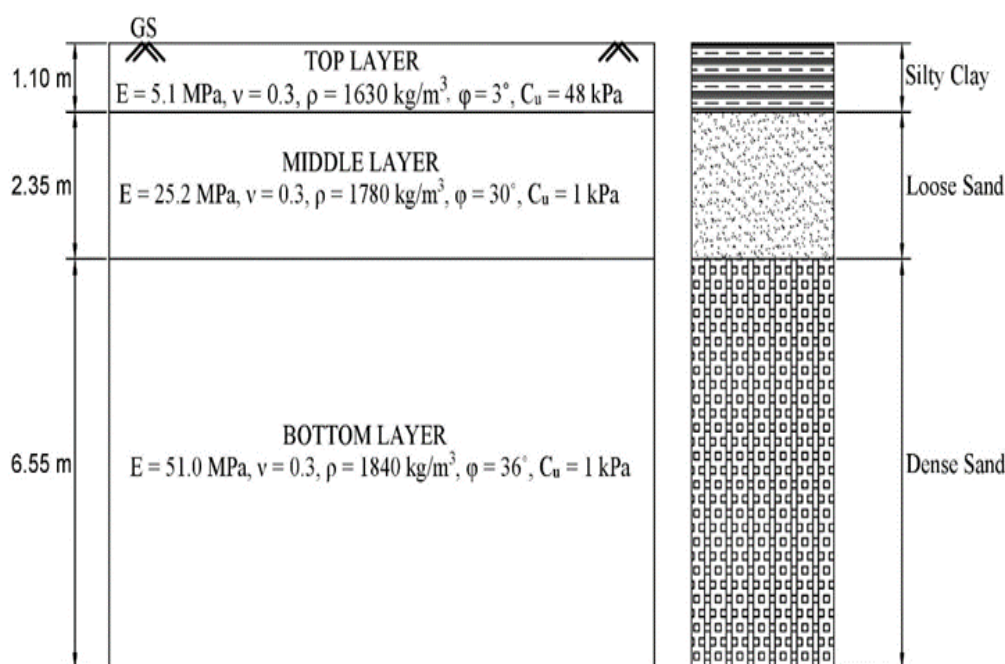 GS
1.10 m
TOP LAYER
E = 5.1 MPa, ν = 0.3, ρ = 1630 kg/m³, φ = 3°, Cᵤ = 48 kPa
Silty Clay
2.35 m
MIDDLE LAYER
E = 25.2 MPa, ν = 0.3, ρ = 1780 kg/m³, φ = 30°, Cᵤ = 1 kPa
Loose Sand
6.55 m
BOTTOM LAYER
E = 51.0 MPa, ν = 0.3, ρ = 1840 kg/m³, φ = 36°, Cᵤ = 1 kPa
Dense Sand